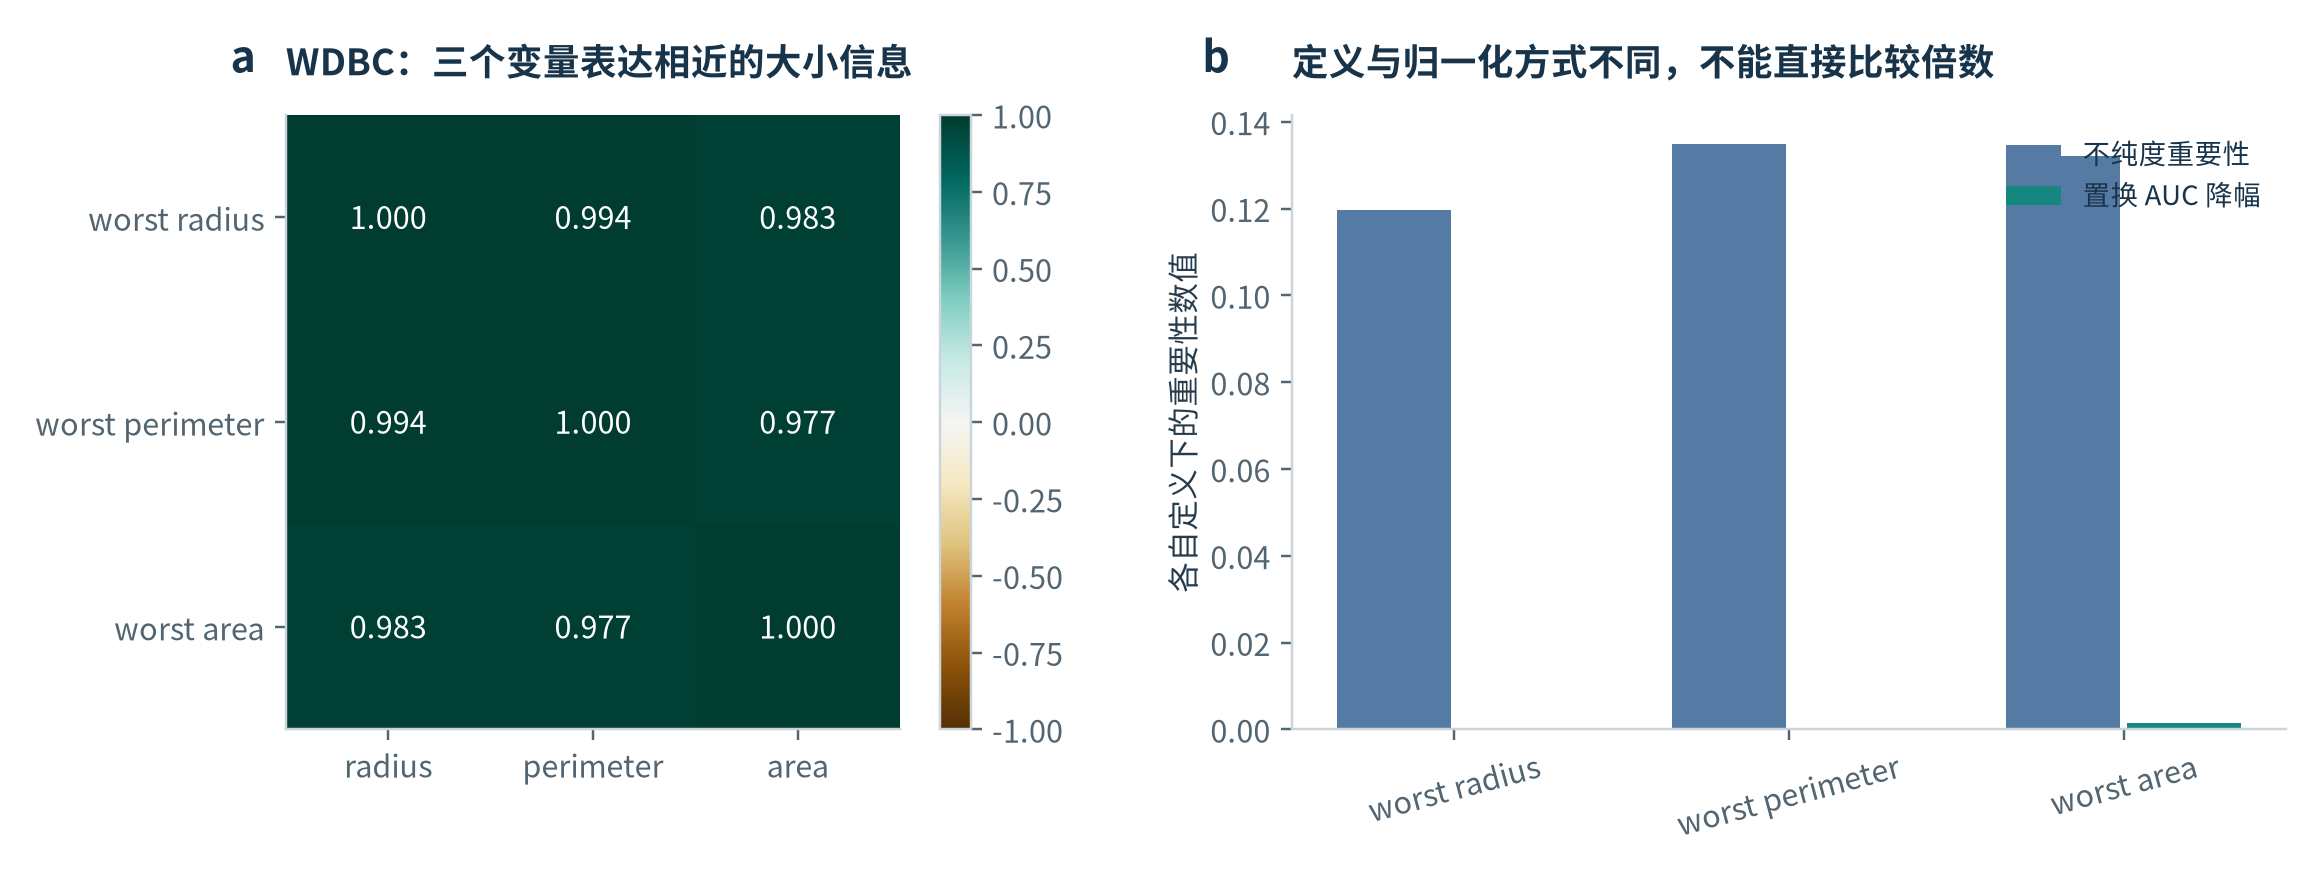 a WDBC：三个变量表达相近的大小信息
worst radius
worst perimeter
worst area
1.000 0.994 0.983
0.994 1.000 0.977
0.983 0.977 1.000
radius perimeter area
1.00
0.75
0.50
0.25
0.00
-0.25
-0.50
-0.75
-1.00
b 定义与归一化方式不同，不能直接比较倍数
各自定义下的重要性数值
0.14
0.12
0.10
0.08
0.06
0.04
0.02
0.00
不纯度重要性
置换 AUC 降幅
worst radius
worst perimeter
worst area